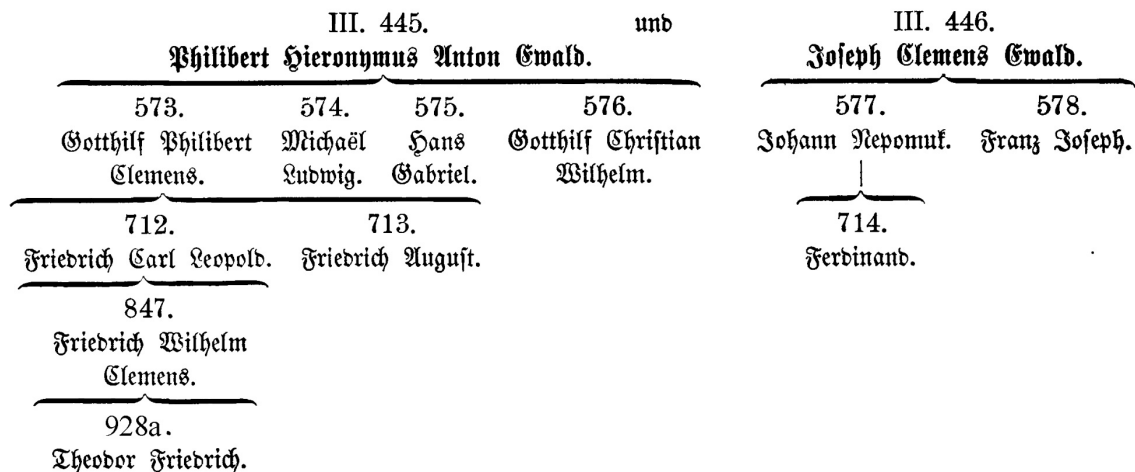 III. 445. und III. 446.
Philibert Hieronymus Anton Ewald. Joseph Clemens Ewald.
573. 574. 575. 576. 577. 578.
Gotthilf Philibert Michaël Hans Gotthilf Christian Johann Nepomuk. Franz Joseph.
Clemens. Ludwig. Gabriel. Wilhelm.
712. 713. 714.
Friedrich Carl Leopold. Friedrich August. Ferdinand.
847.
Friedrich Wilhelm
Clemens.
928a.
Theodor Friedrich.